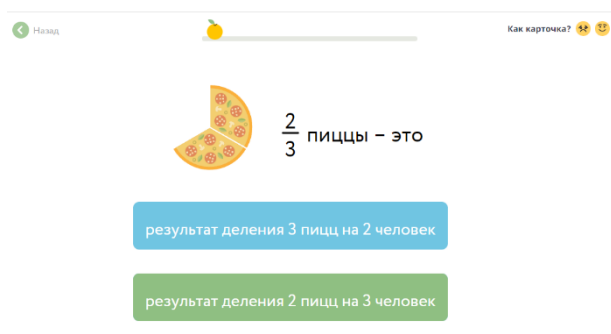 Назад
Как карточка?
2
3
пиццы – это
результат деления 3 пицц на 2 человек
результат деления 2 пицц на 3 человек